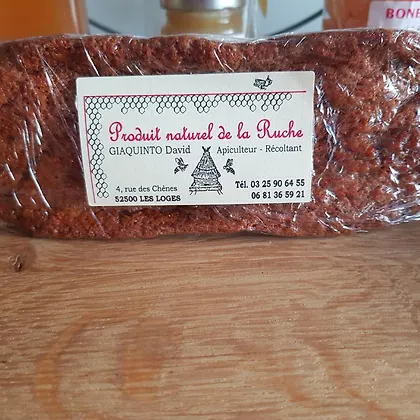 BONB
Produit naturel de la Ruche
GIAQUINTO David Apiculteur - Récoltant
4, rue des Chênes
52500 LES LOGES
Tél. 03 25 90 64 55
06 81 36 59 21